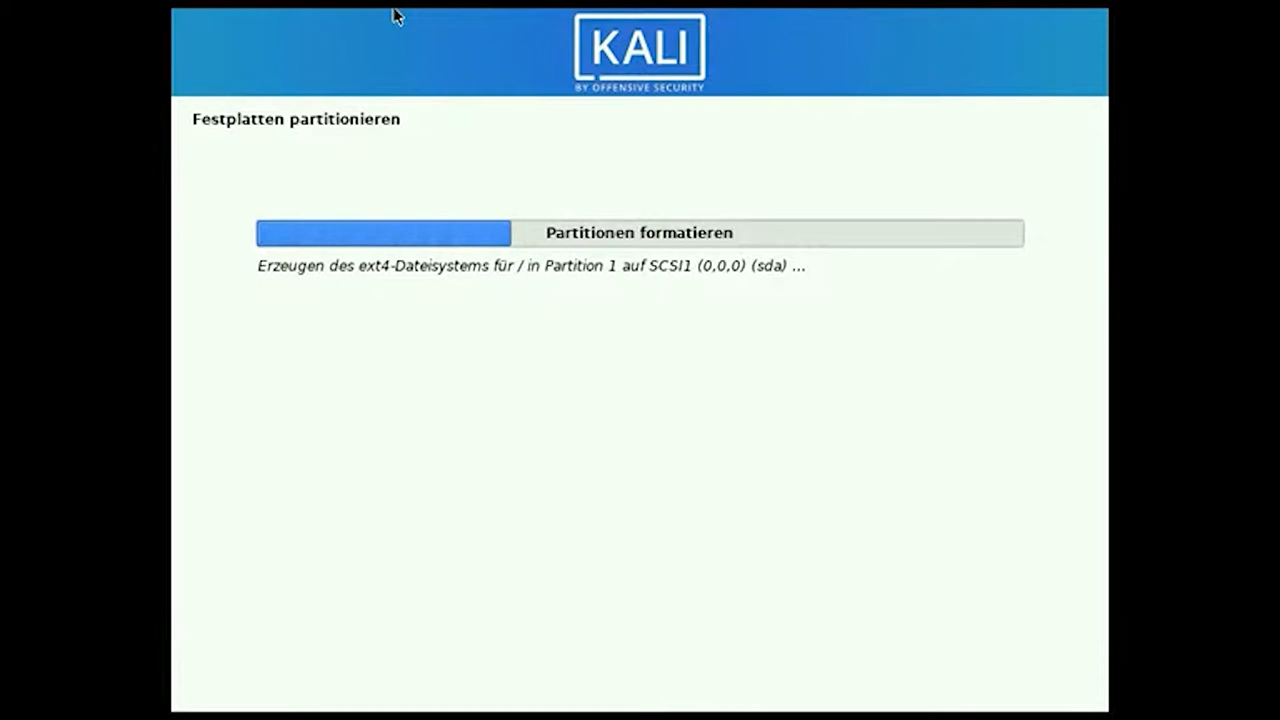 KALI
BY OFFENSIVE SECURITY
Festplatten partitionieren
Partitionen formatieren
Erzeugen des ext4-Dateisystems für / in Partition 1 auf SCSI1 (0,0,0) (sda) ...